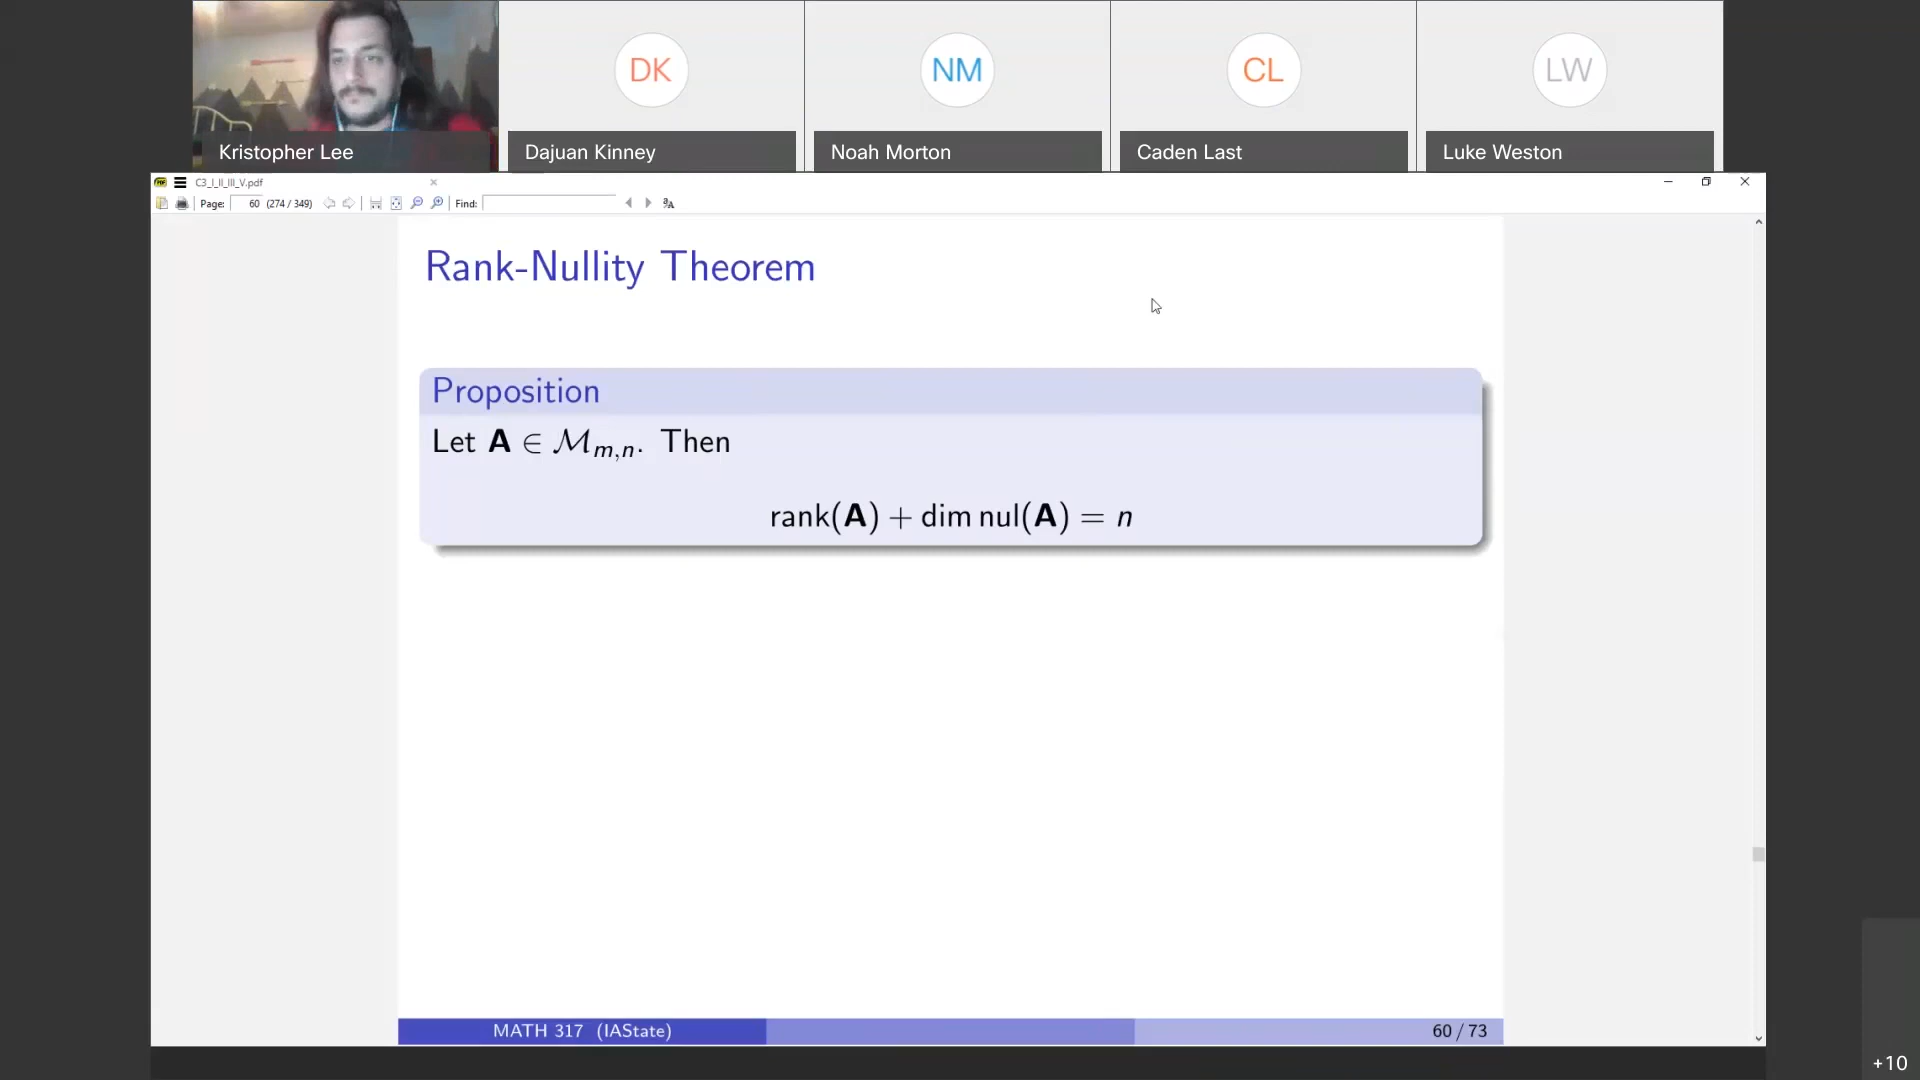 DK
NM
CL
LW
Kristopher Lee
Dajuan Kinney
Noah Morton
Caden Last
Luke Weston
C3_I_II_III_V.pdf
Page: 60 (274 / 349) Find:
Rank-Nullity Theorem
Proposition
Let A ∈ ℳm,n. Then
rank(A) + dim nul(A) = n
MATH 317 (IAState) 60 / 73
+10